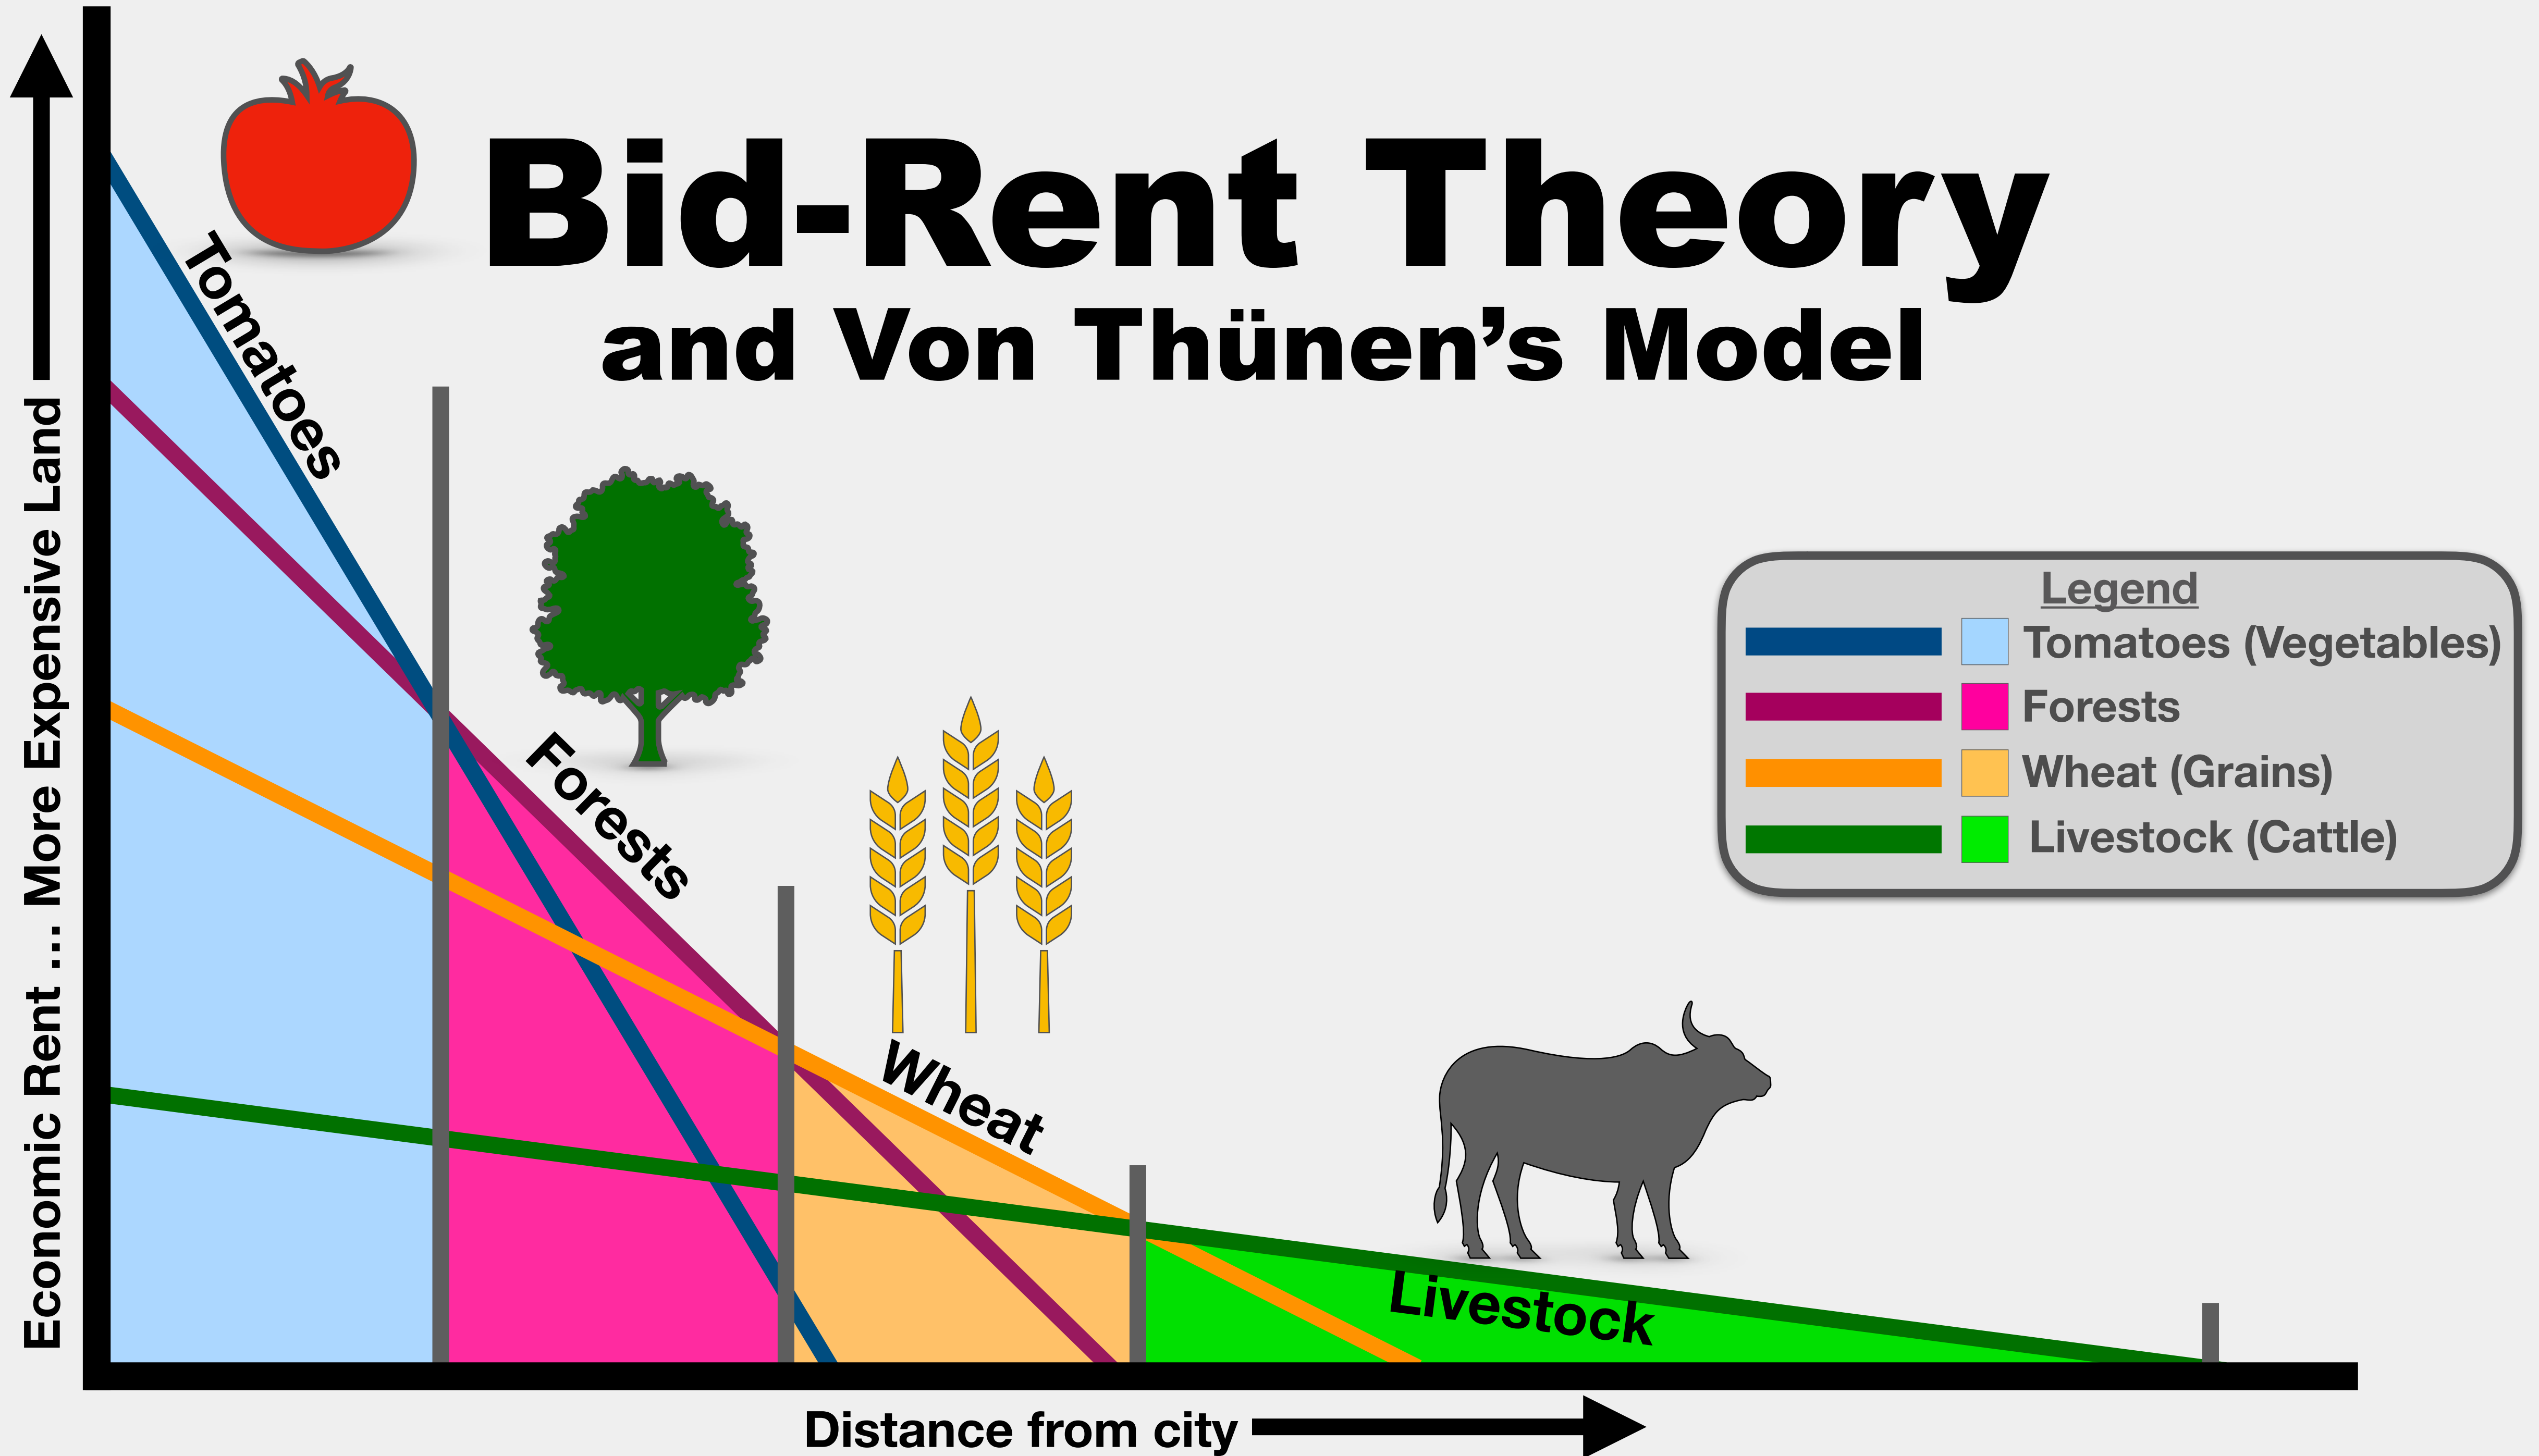 Bid-Rent Theory
and Von Thünen’s Model
Economic Rent ... More Expensive Land
Tomatoes
Forests
Wheat
Livestock
Legend
Tomatoes (Vegetables)
Forests
Wheat (Grains)
Livestock (Cattle)
Distance from city